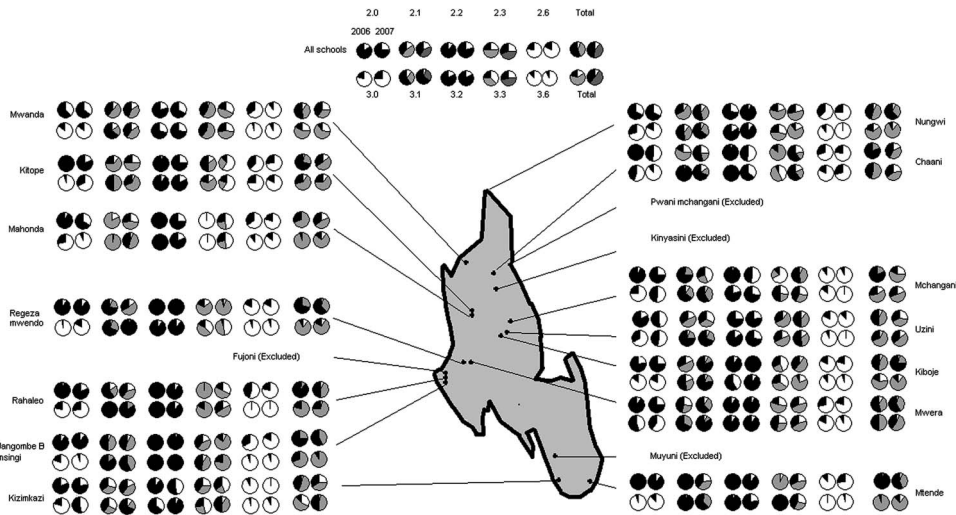 2.0 2.1 2.2 2.3 2.6 Total
2006 2007
All schools
3.0 3.1 3.2 3.3 3.6 Total
Mwanda
Kitope
Mahonda
Regeza
mwendo
Fujoni (Excluded)
Rahaleo
Jangombe B
nsingi
Kizimkazi
Nungwi
Chaani
Pwani mchangani (Excluded)
Kinyasini (Excluded)
Mchangani
Uzini
Kiboje
Mwera
Muyuni (Excluded)
Mtende